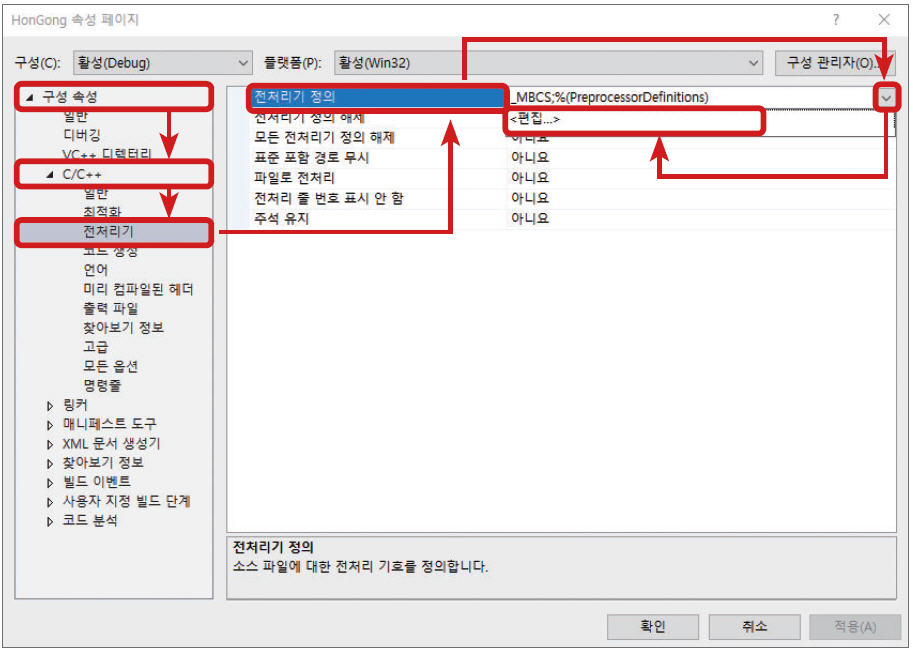 HonGong 속성 페이지
구성(C): 활성(Debug) 플랫폼(P): 활성(Win32) 구성 관리자(O)...
구성 속성
일반
디버깅
VC++ 디렉터리
C/C++
일반
최적화
전처리기
코드 생성
언어
미리 컴파일된 헤더
출력 파일
찾아보기 정보
고급
모든 옵션
명령줄
링커
매니페스트 도구
XML 문서 생성기
찾아보기 정보
빌드 이벤트
사용자 지정 빌드 단계
코드 분석
전처리기 정의 _MBCS;%(PreprocessorDefinitions)
전처리기 정의 해제 <편집...>
모든 전처리기 정의 해제 아니요
표준 포함 경로 무시 아니요
파일로 전처리 아니요
전처리 줄 번호 표시 안 함 아니요
주석 유지 아니요
전처리기 정의
소스 파일에 대한 전처리 기호를 정의합니다.
확인 취소 적용(A)